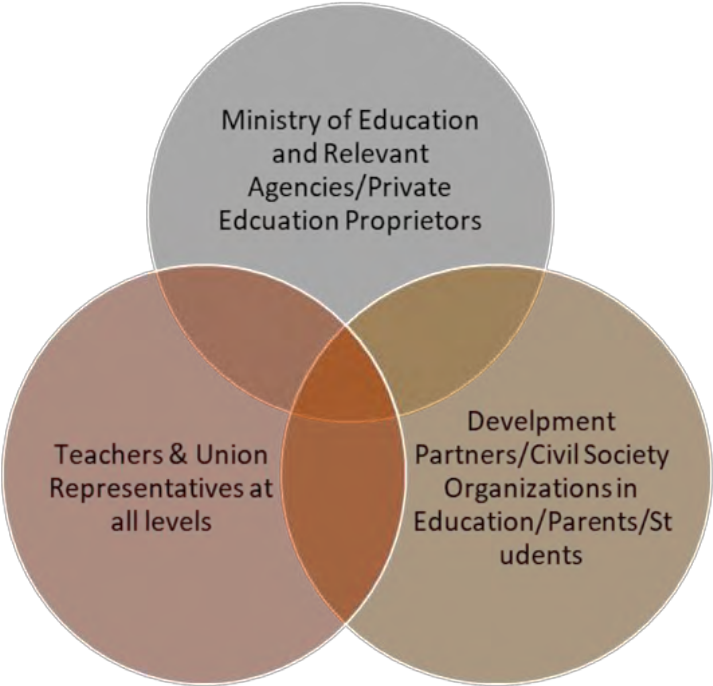 Ministry of Education
and Relevant
Agencies/Private
Edcuation Proprietors
Teachers & Union
Representatives at
all levels
Develpment
Partners/Civil Society
Organizations in
Education/Parents/St
udents